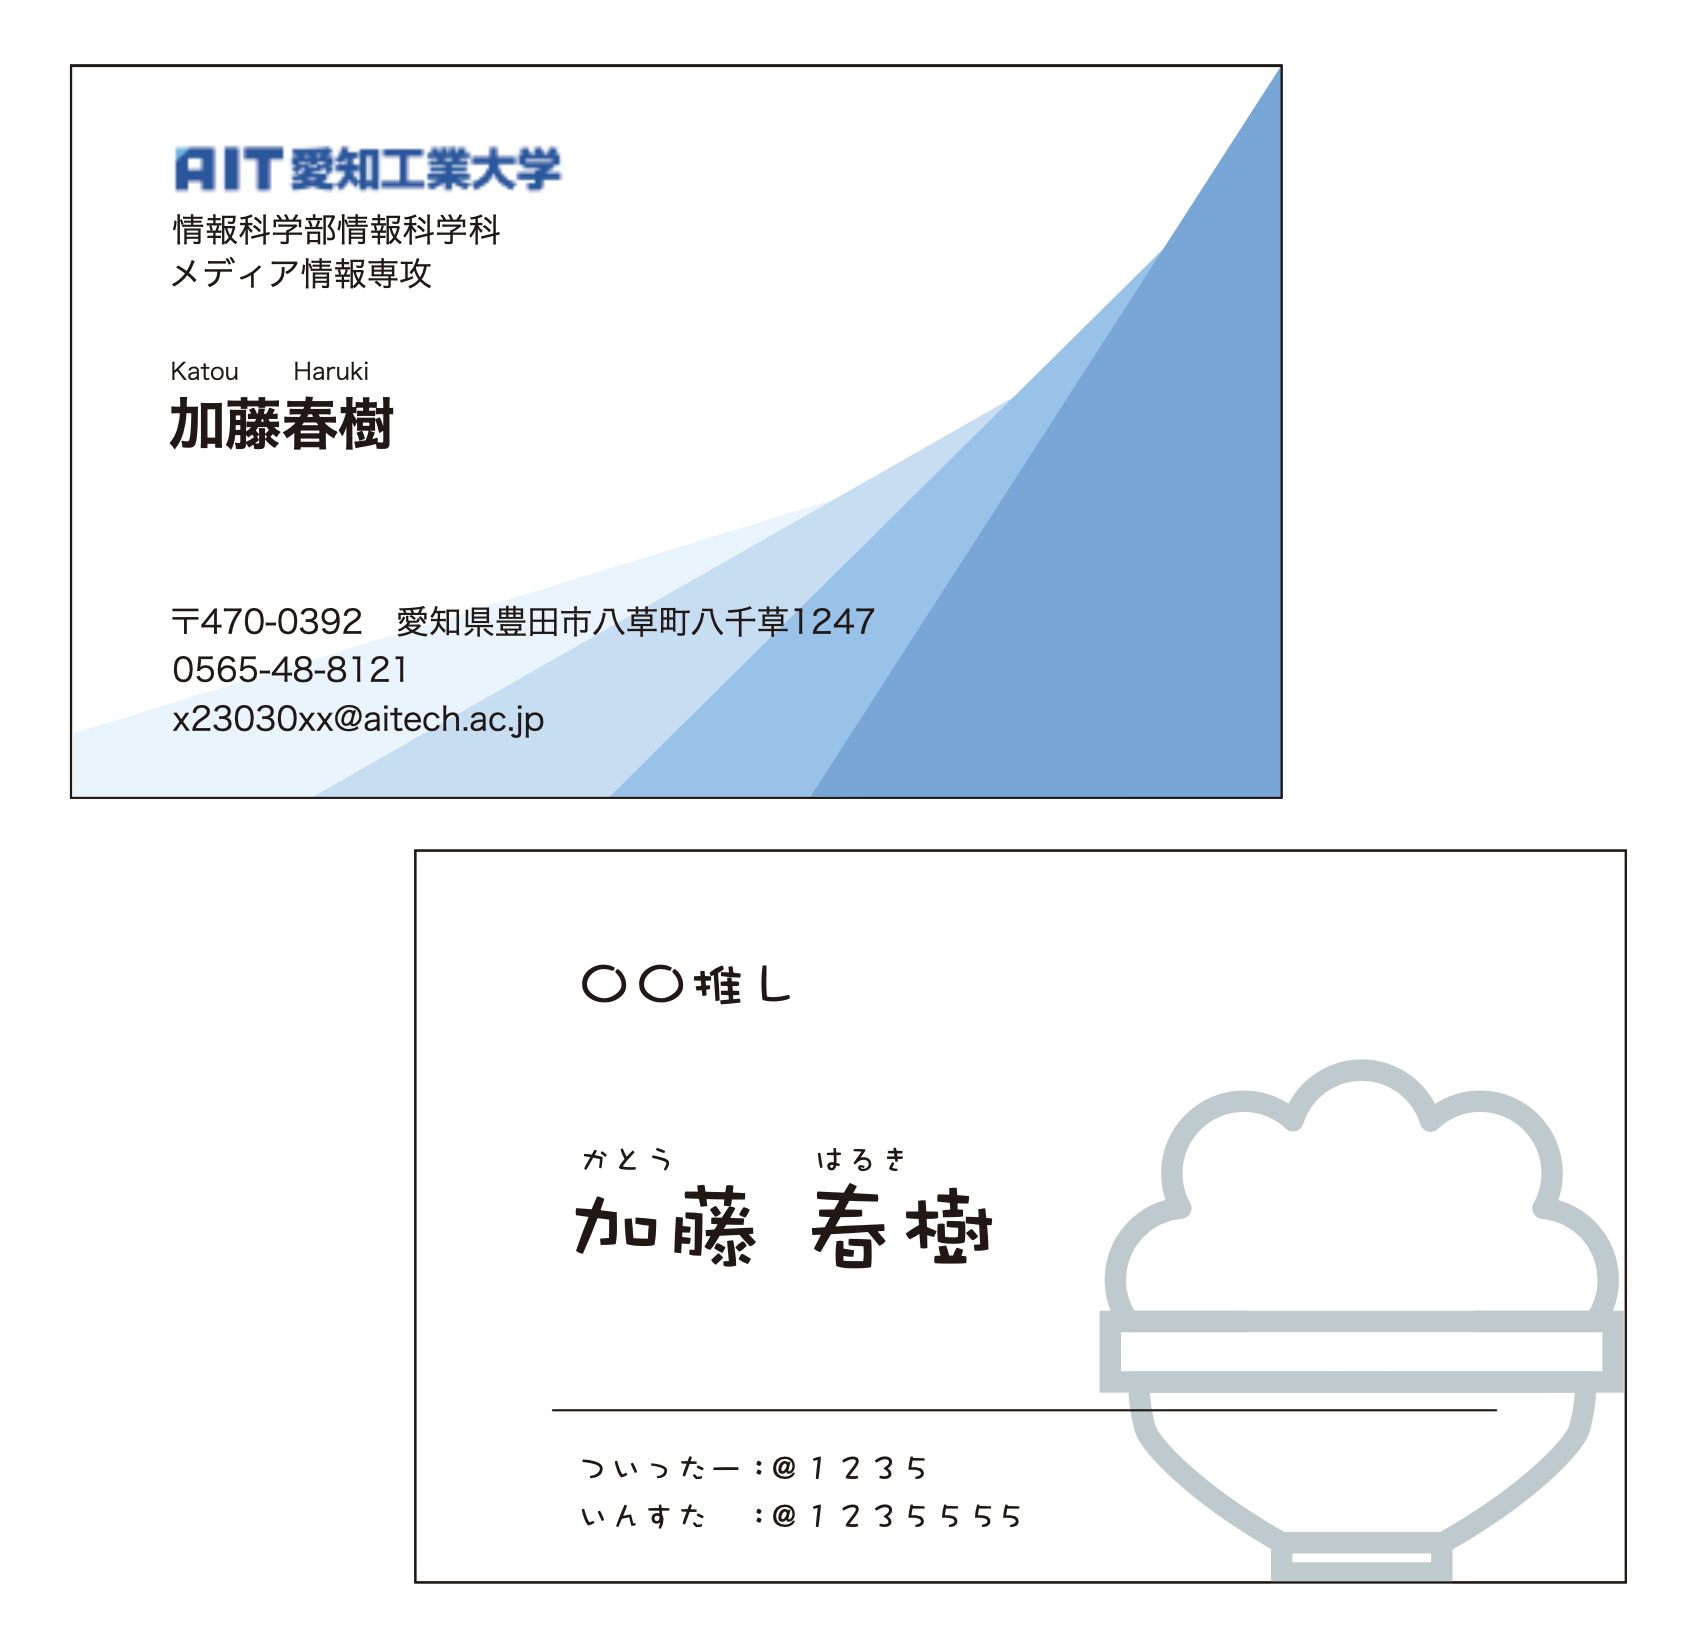 AIT 愛知工業大学
情報科学部情報科学科
メディア情報専攻
Katou　Haruki
加藤春樹
〒470-0392　愛知県豊田市八草町八千草1247
0565-48-8121
x23030xx@aitech.ac.jp
〇〇推し
かとう　はるき
加藤 春樹
ついったー：@１２３５
いんすた　：@１２３５５５５